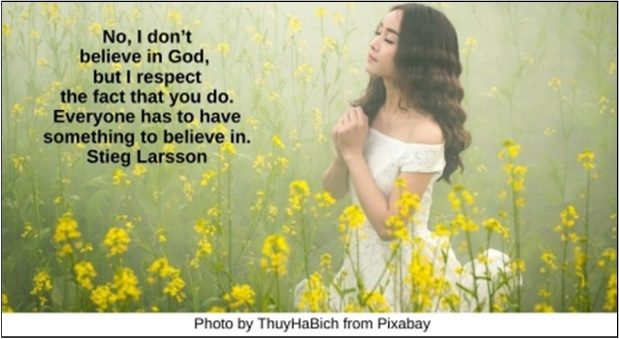 No, I don't
believe in God,
but I respect
the fact that you do.
Everyone has to have
something to believe in.
Stieg Larsson
Photo by ThuyHaBich from Pixabay